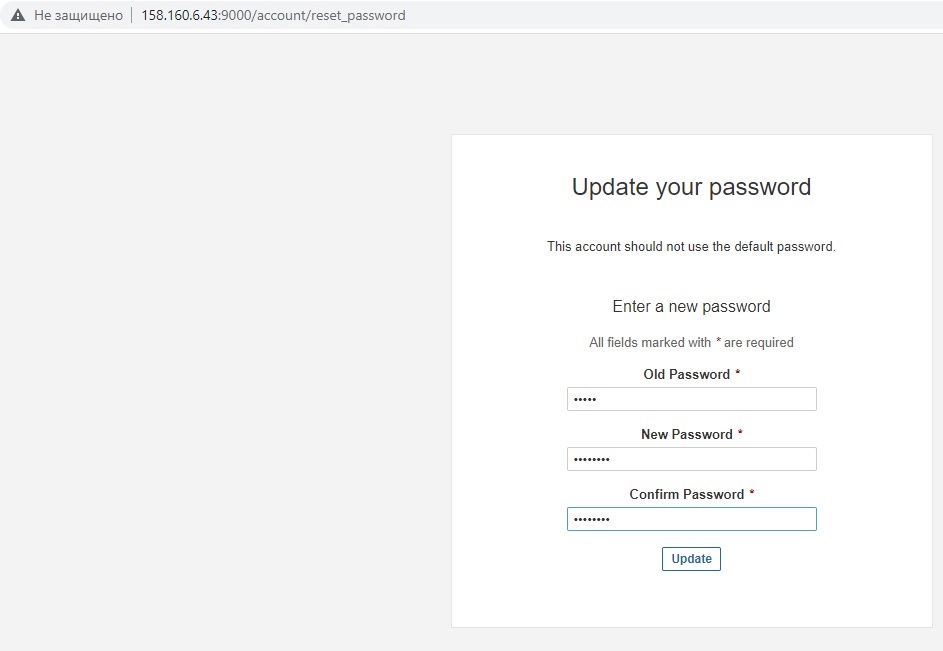 Не защищено 158.160.6.43:9000/account/reset_password
Update your password
This account should not use the default password.
Enter a new password
All fields marked with * are required
Old Password *
•••••
New Password *
••••••••
Confirm Password *
••••••••
Update